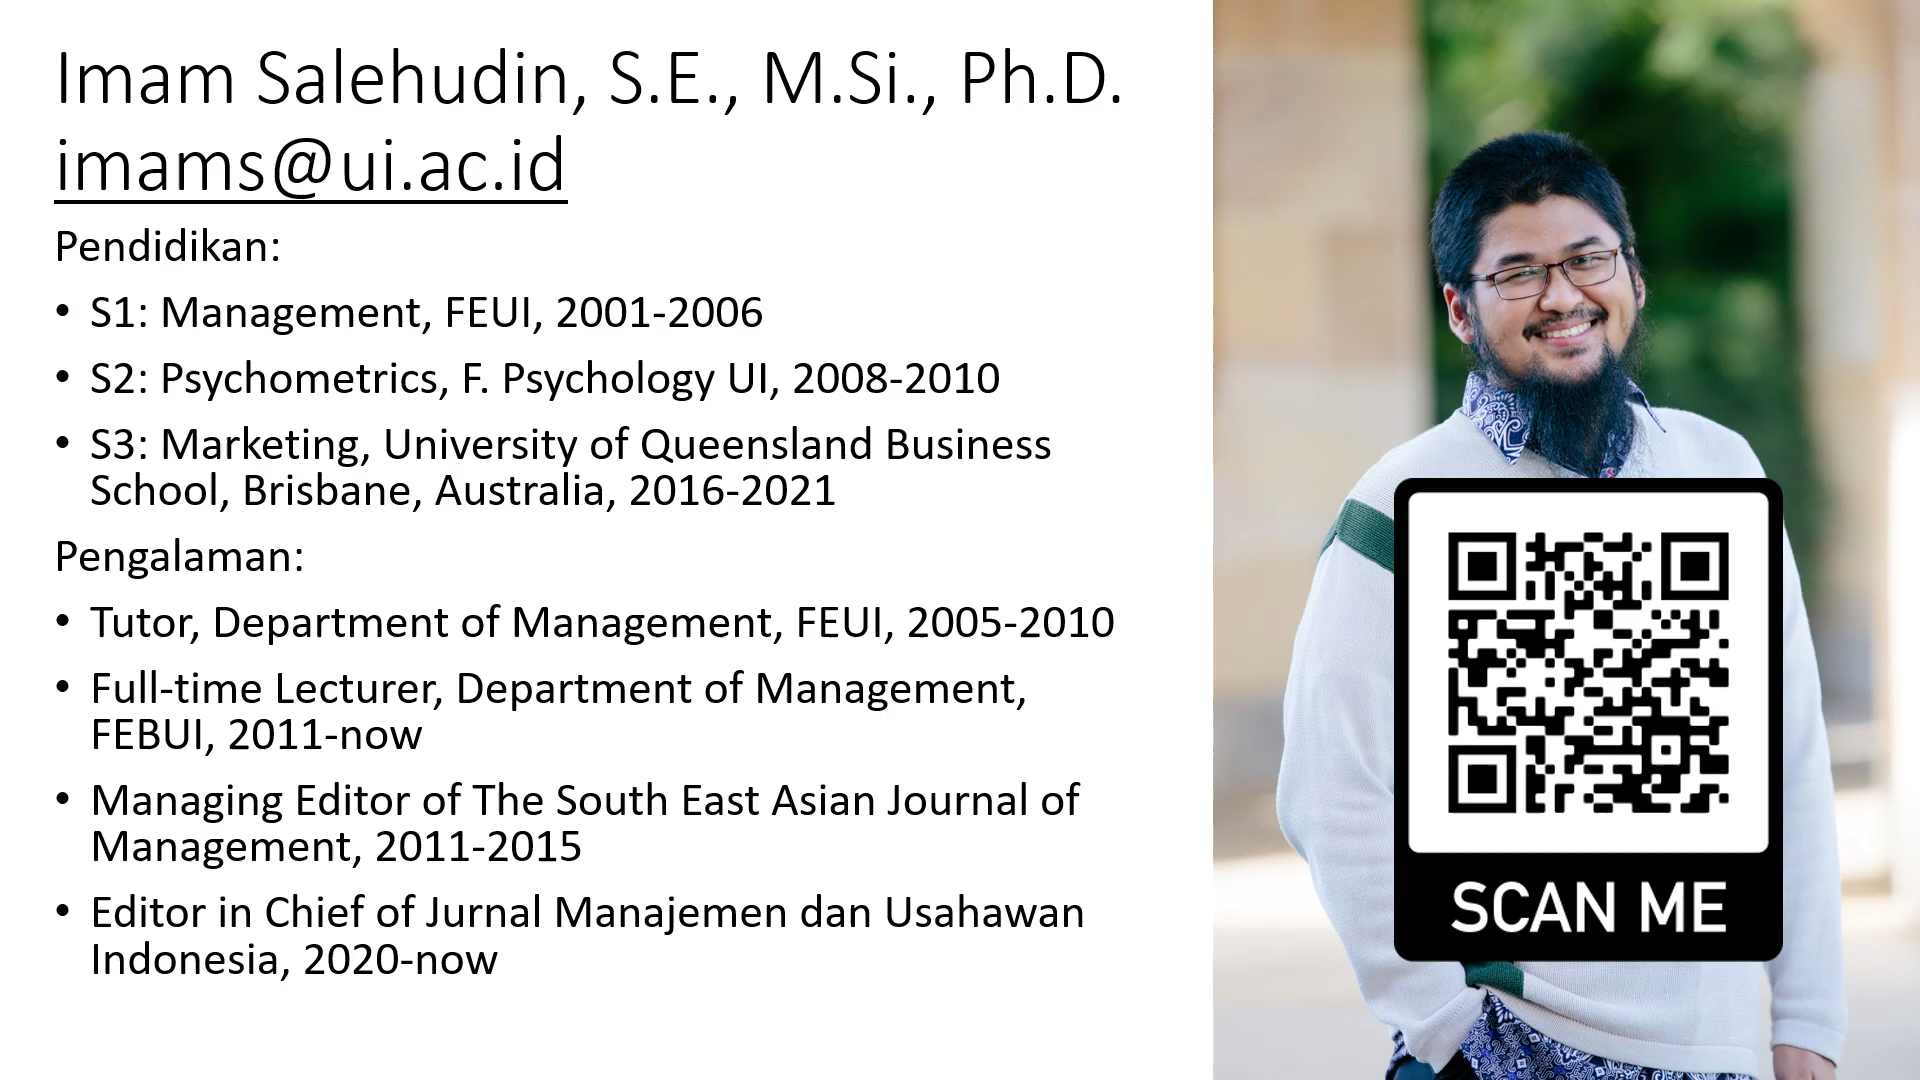 Imam Salehudin, S.E., M.Si., Ph.D.
imams@ui.ac.id
Pendidikan:
• S1: Management, FEUI, 2001-2006
• S2: Psychometrics, F. Psychology UI, 2008-2010
• S3: Marketing, University of Queensland Business
School, Brisbane, Australia, 2016-2021
Pengalaman:
• Tutor, Department of Management, FEUI, 2005-2010
• Full-time Lecturer, Department of Management,
FEBUI, 2011-now
• Managing Editor of The South East Asian Journal of
Management, 2011-2015
• Editor in Chief of Jurnal Manajemen dan Usahawan
Indonesia, 2020-now
SCAN ME